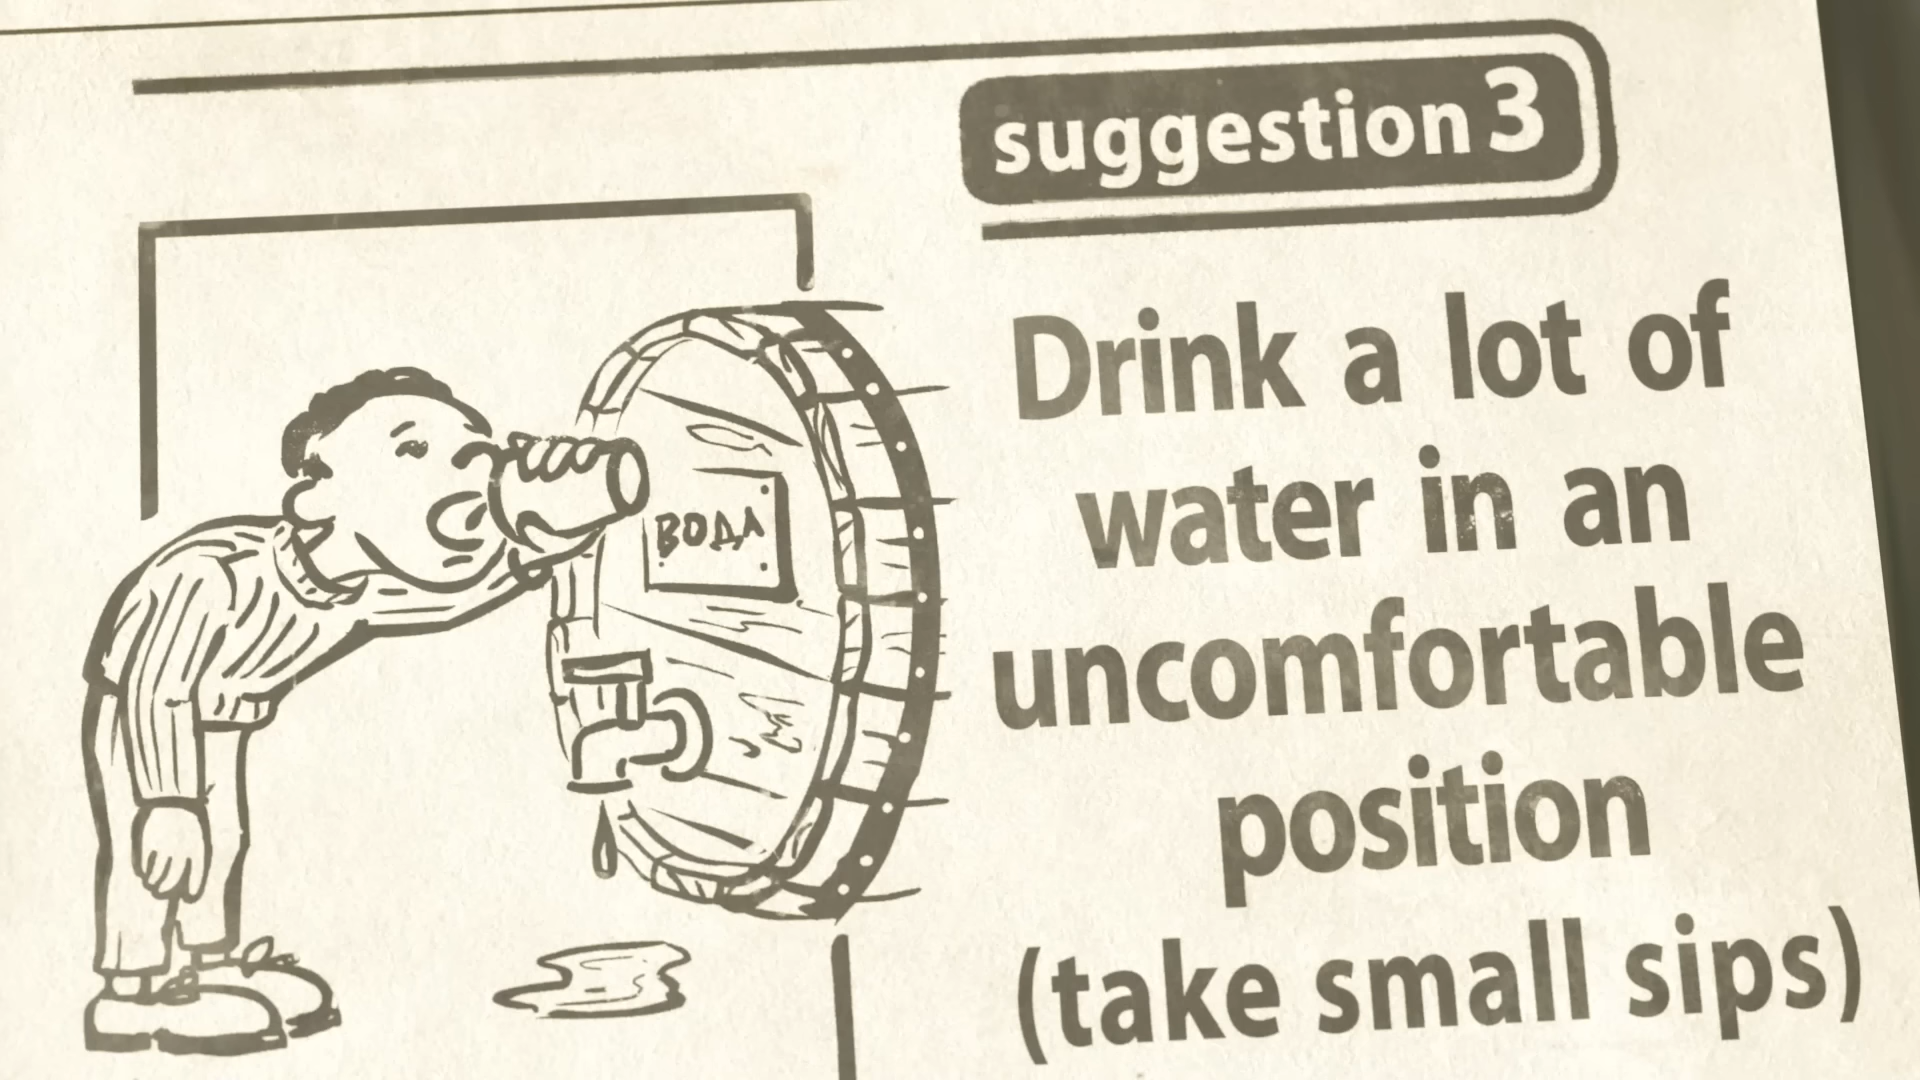 suggestion 3
Drink a lot of
water in an
uncomfortable
position
(take small sips)
ВОДА